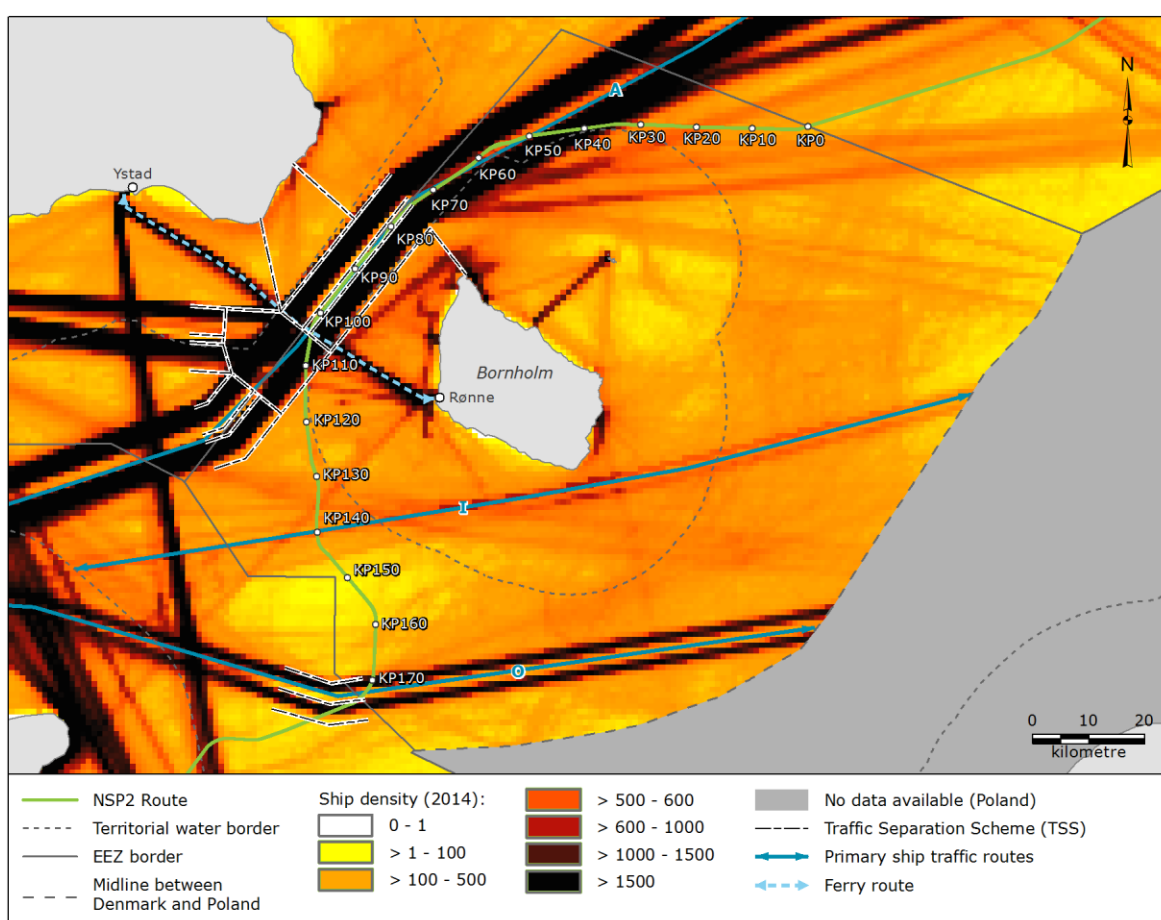 N
A
KP50
KP40
KP30
KP20
KP10
KP0
KP60
KP70
Ystad
KP80
KP90
KP100
KP110
Bornholm
Rønne
KP120
KP130
I
KP140
KP150
KP160
O
KP170
0 10 20
kilometre
NSP2 Route
Territorial water border
EEZ border
Midline between
Denmark and Poland
Ship density (2014):
0 - 1
> 1 - 100
> 100 - 500
> 500 - 600
> 600 - 1000
> 1000 - 1500
> 1500
No data available (Poland)
Traffic Separation Scheme (TSS)
Primary ship traffic routes
Ferry route